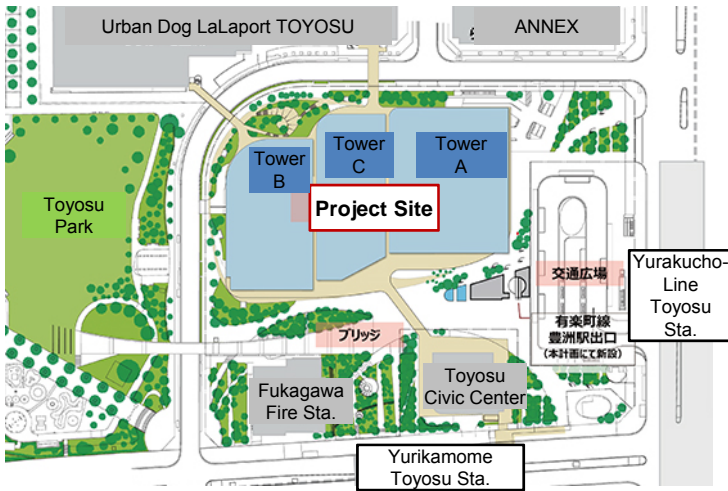 Urban Dog LaLaport TOYOSU
ANNEX
Tower
B
Tower
C
Tower
A
Project Site
Toyosu
Park
交通広場
Yurakucho-
Line
Toyosu
Sta.
有楽町線
豊洲駅出口
(本計画にて新設)
ブリッジ
Fukagawa
Fire Sta.
Toyosu
Civic Center
Yurikamome
Toyosu Sta.